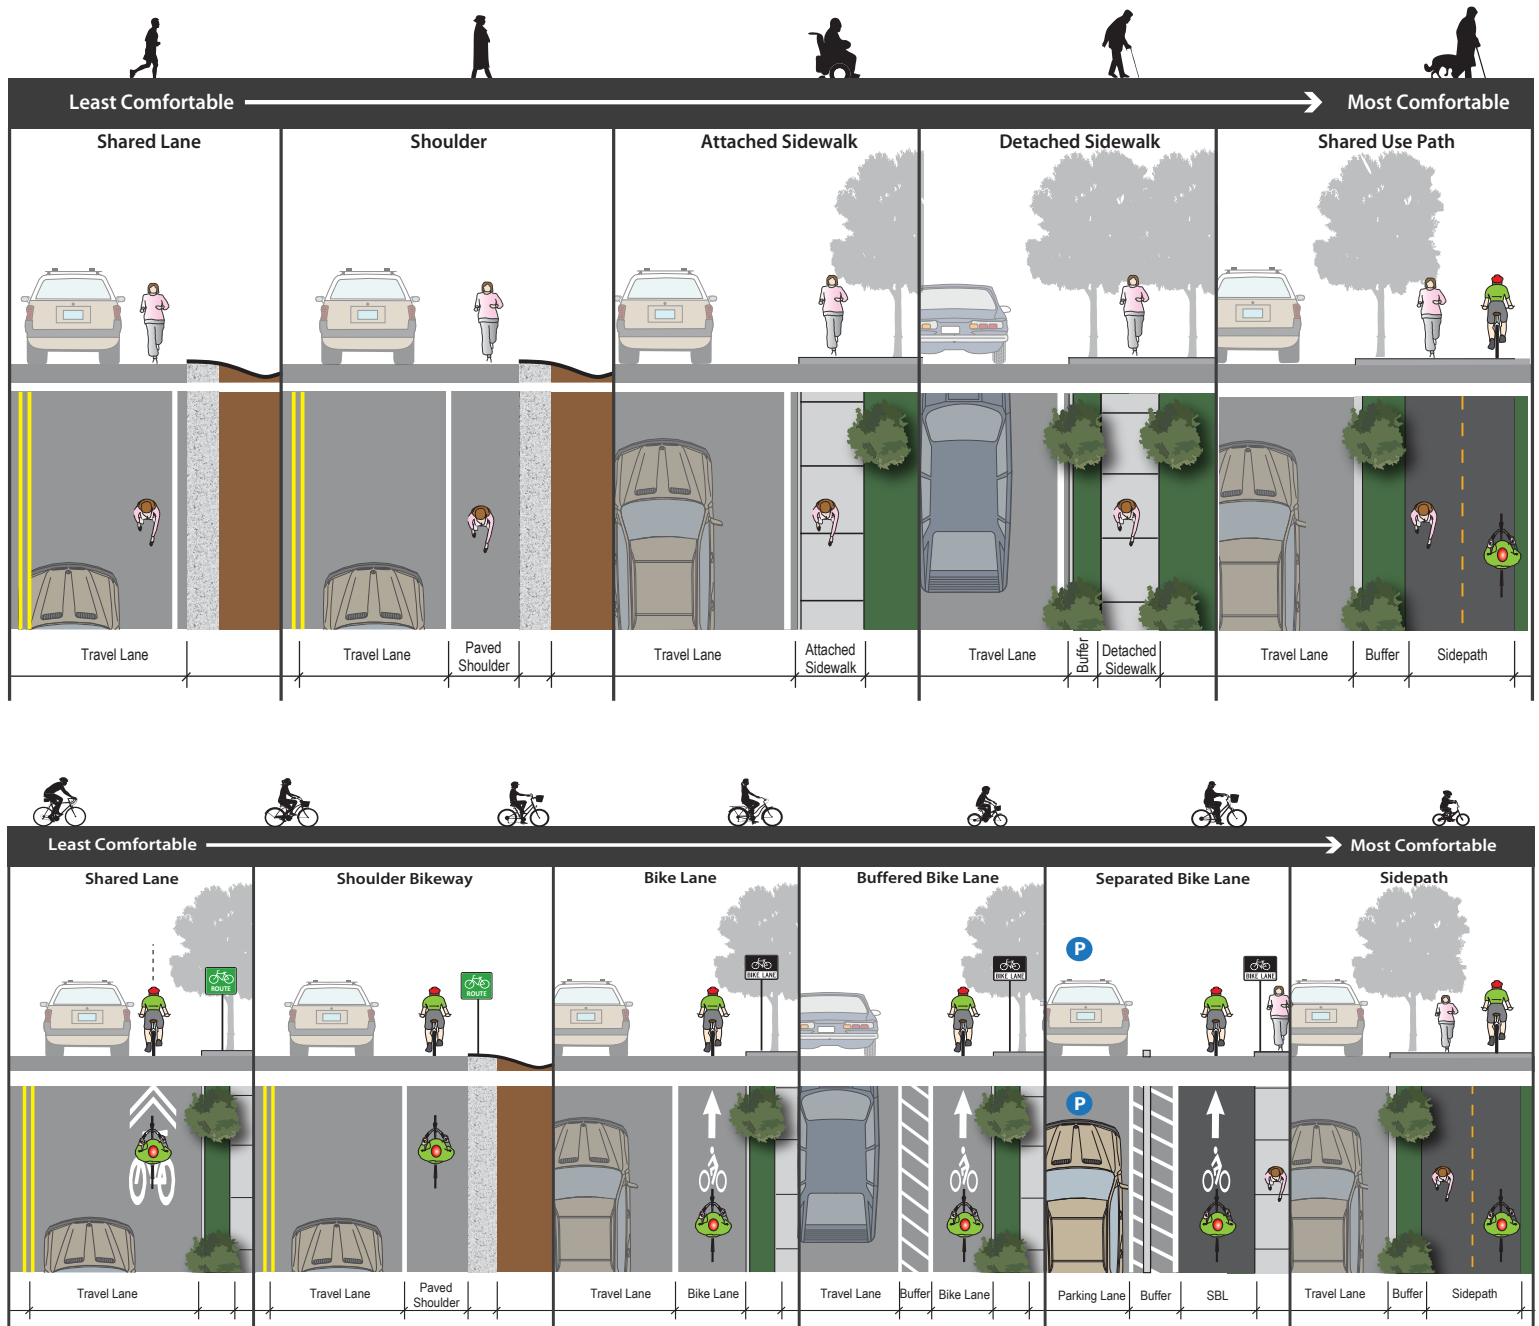 Least Comfortable
Most Comfortable
Shared Lane
Shoulder
Attached Sidewalk
Detached Sidewalk
Shared Use Path
Travel Lane
Travel Lane
Paved
Shoulder
Travel Lane
Attached
Sidewalk
Travel Lane
Buffer
Detached
Sidewalk
Travel Lane
Buffer
Sidepath
Least Comfortable
Most Comfortable
Shared Lane
Shoulder Bikeway
Bike Lane
Buffered Bike Lane
Separated Bike Lane
Sidepath
P
ROUTE
ROUTE
BIKE LANE
BIKE LANE
BIKE LANE
P
Travel Lane
Travel Lane
Paved
Shoulder
Travel Lane
Bike Lane
Travel Lane
Buffer
Bike Lane
Parking Lane
Buffer
SBL
Travel Lane
Buffer
Sidepath